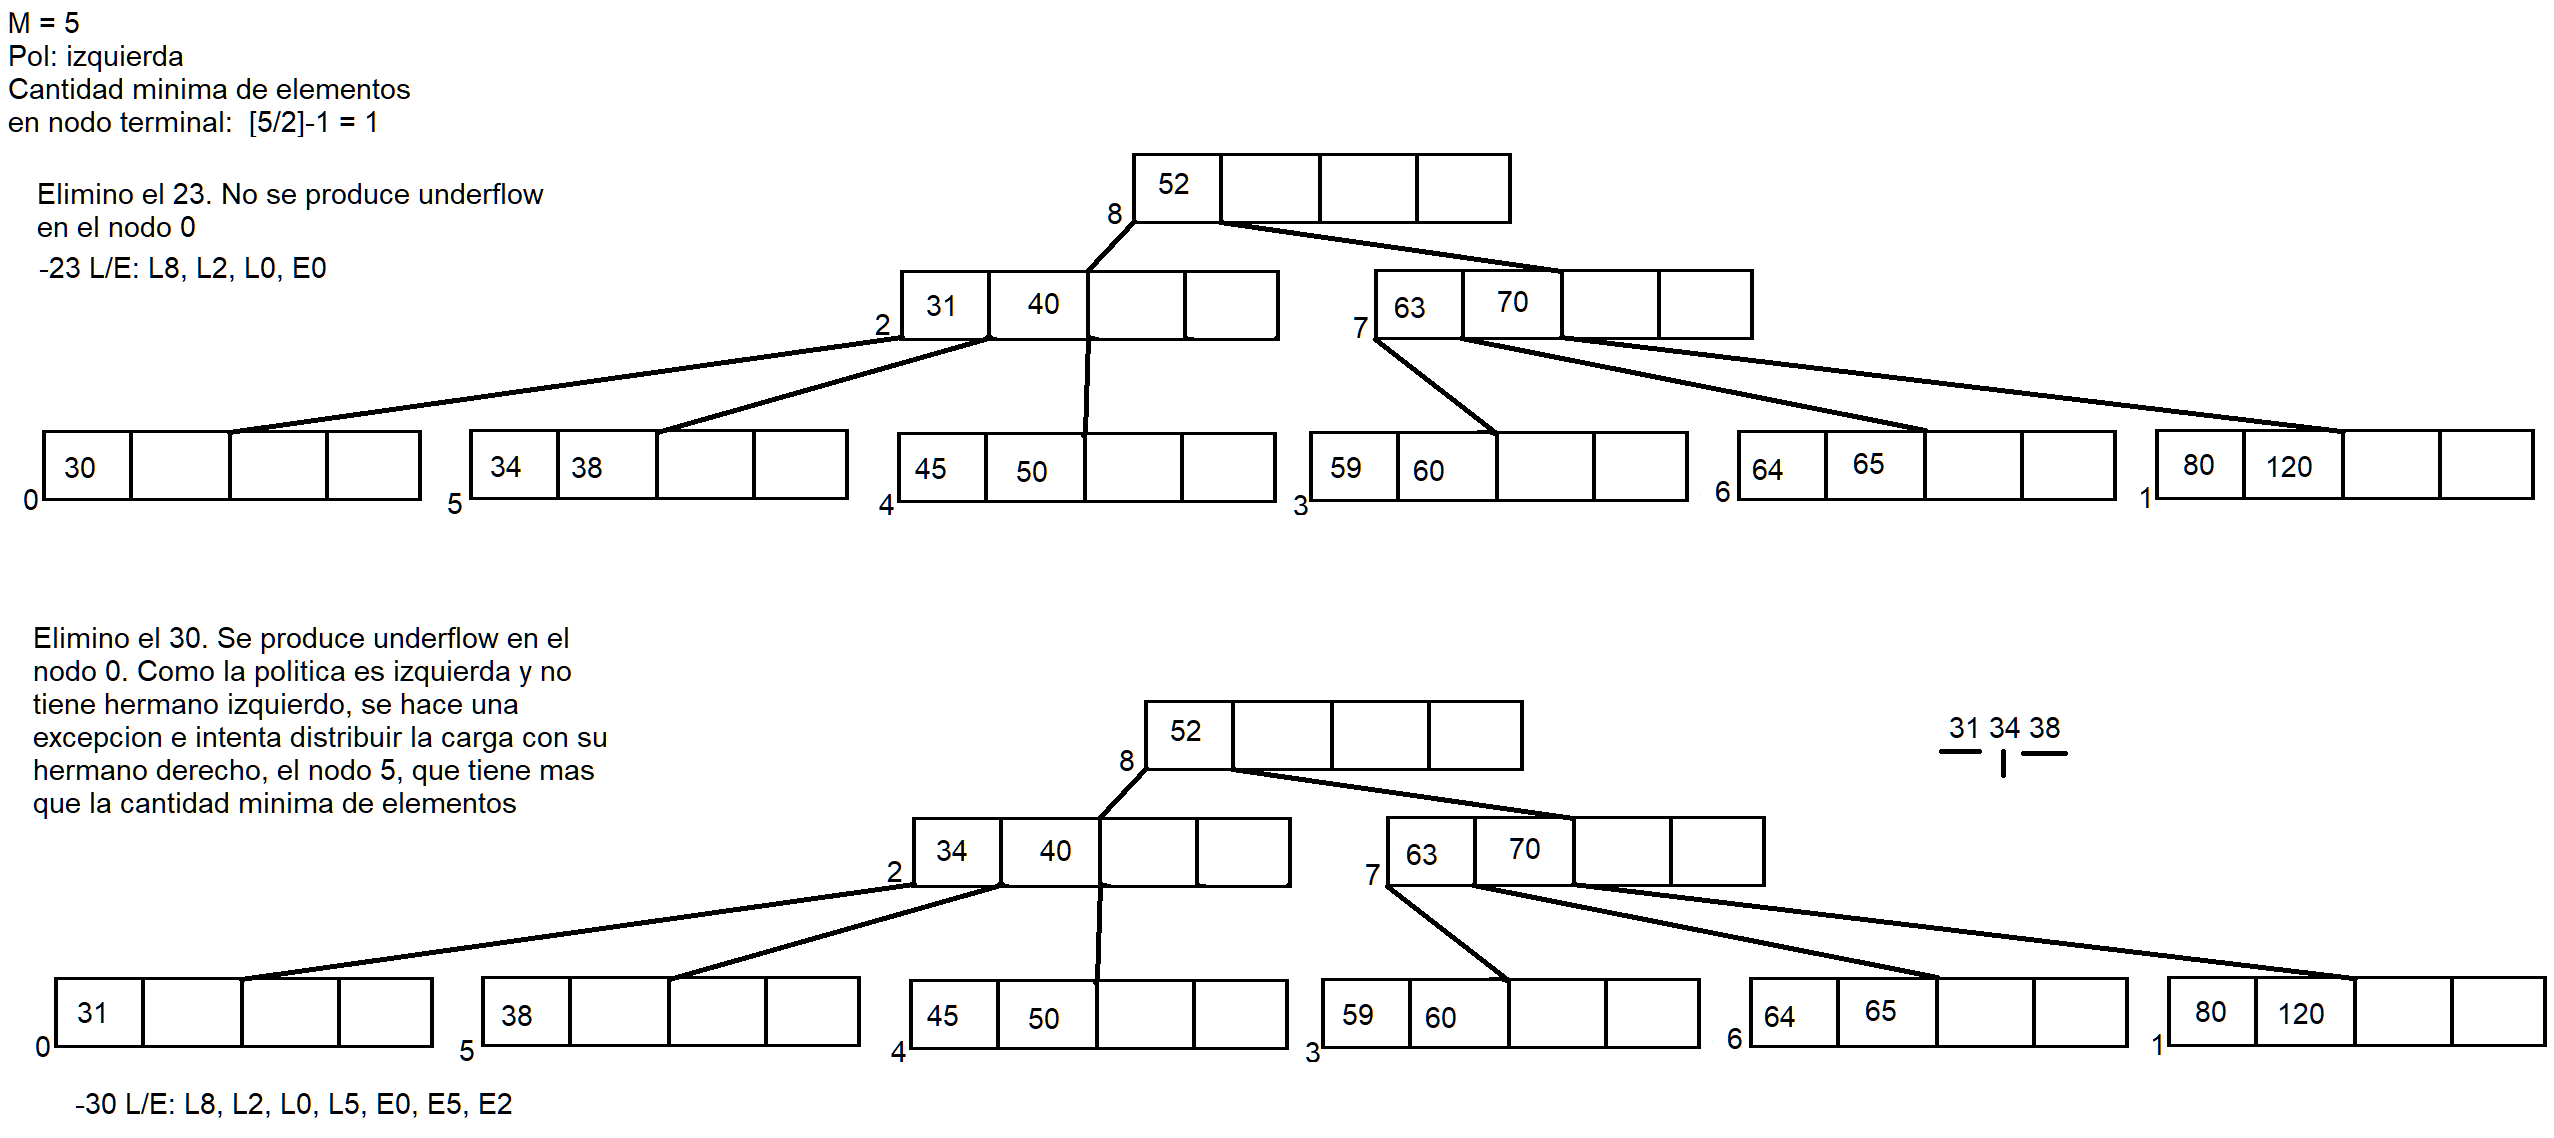 M = 5
Pol: izquierda
Cantidad minima de elementos
en nodo terminal:  [5/2]-1 = 1
Elimino el 23. No se produce underflow
en el nodo 0
-23 L/E: L8, L2, L0, E0
52
8
31 40
2
63 70
7
30
0
34 38
5
45 50
4
59 60
3
64 65
6
80 120
1
Elimino el 30. Se produce underflow en el
nodo 0. Como la politica es izquierda y no
tiene hermano izquierdo, se hace una
excepcion e intenta distribuir la carga con su
hermano derecho, el nodo 5, que tiene mas
que la cantidad minima de elementos
31 34 38
52
8
34 40
2
63 70
7
31
0
38
5
45 50
4
59 60
3
64 65
6
80 120
1
-30 L/E: L8, L2, L0, L5, E0, E5, E2